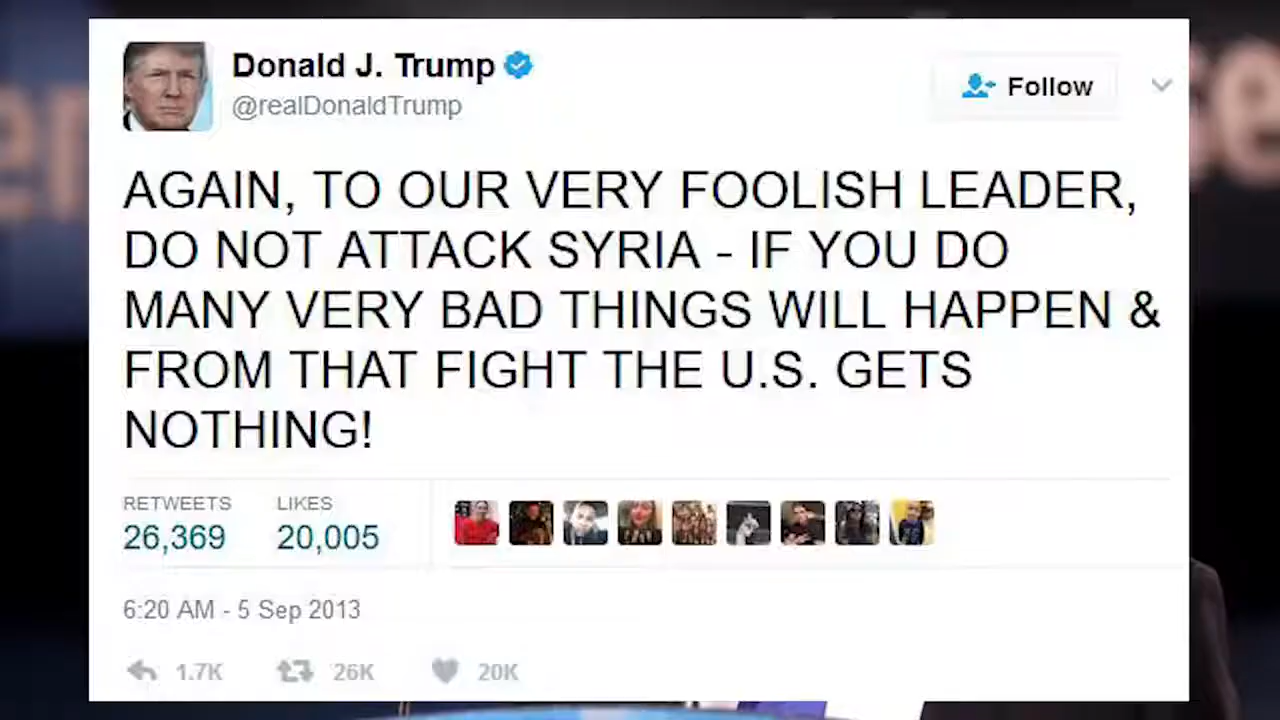 Donald J. Trump
@realDonaldTrump
Follow
AGAIN, TO OUR VERY FOOLISH LEADER,
DO NOT ATTACK SYRIA - IF YOU DO
MANY VERY BAD THINGS WILL HAPPEN &
FROM THAT FIGHT THE U.S. GETS
NOTHING!
RETWEETS LIKES
26,369 20,005
6:20 AM - 5 Sep 2013
1.7K 26K 20K